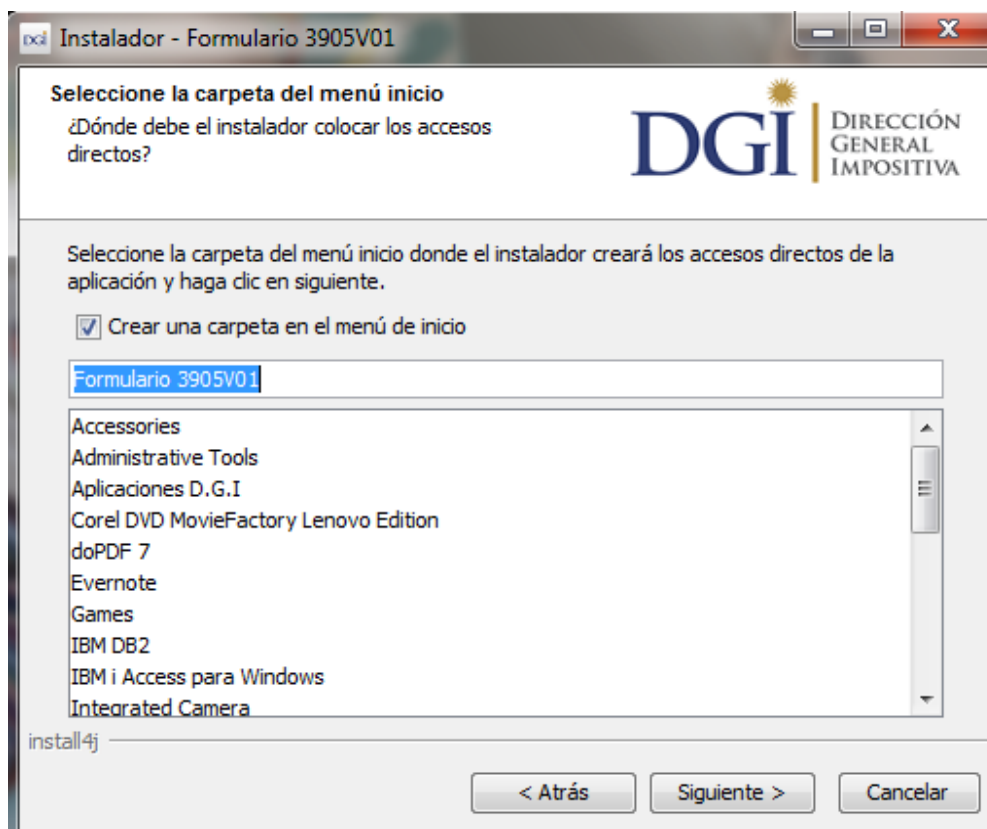 DGI Instalador - Formulario 3905V01
Seleccione la carpeta del menú inicio
¿Dónde debe el instalador colocar los accesos
directos?
DGI
DIRECCIÓN
GENERAL
IMPOSITIVA
Seleccione la carpeta del menú inicio donde el instalador creará los accesos directos de la
aplicación y haga clic en siguiente.
Crear una carpeta en el menú de inicio
Formulario 3905V01
Accessories
Administrative Tools
Aplicaciones D.G.I
Corel DVD MovieFactory Lenovo Edition
doPDF 7
Evernote
Games
IBM DB2
IBM i Access para Windows
Integrated Camera
install4j
< Atrás
Siguiente >
Cancelar